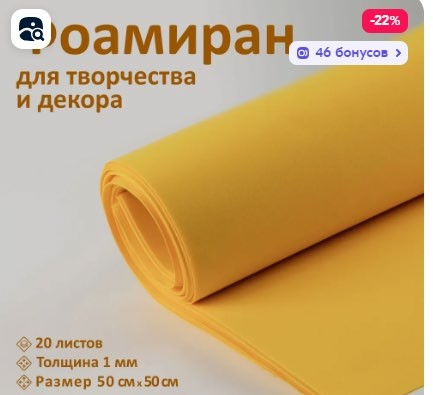 Фоамиран
-22%
46 бонусов
для творчества
и декора
20 листов
Толщина 1 мм
Размер 50 см x 50 см